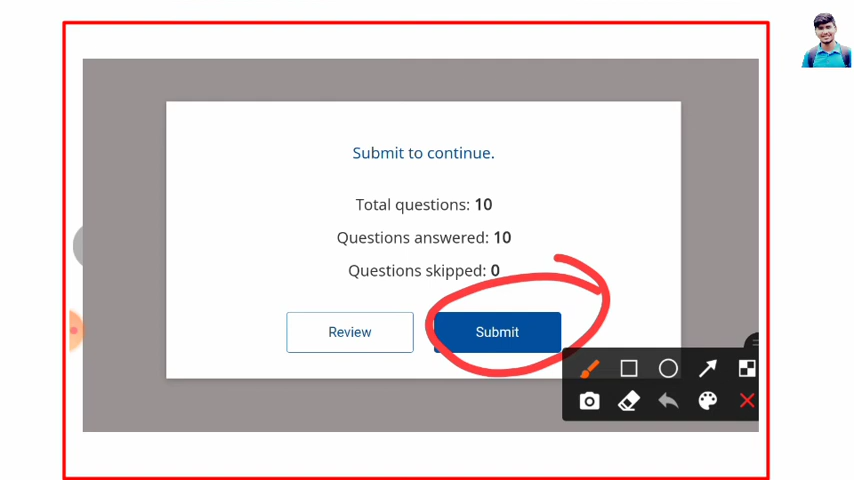 Submit to continue.
Total questions: 10
Questions answered: 10
Questions skipped: 0
Review
Submit